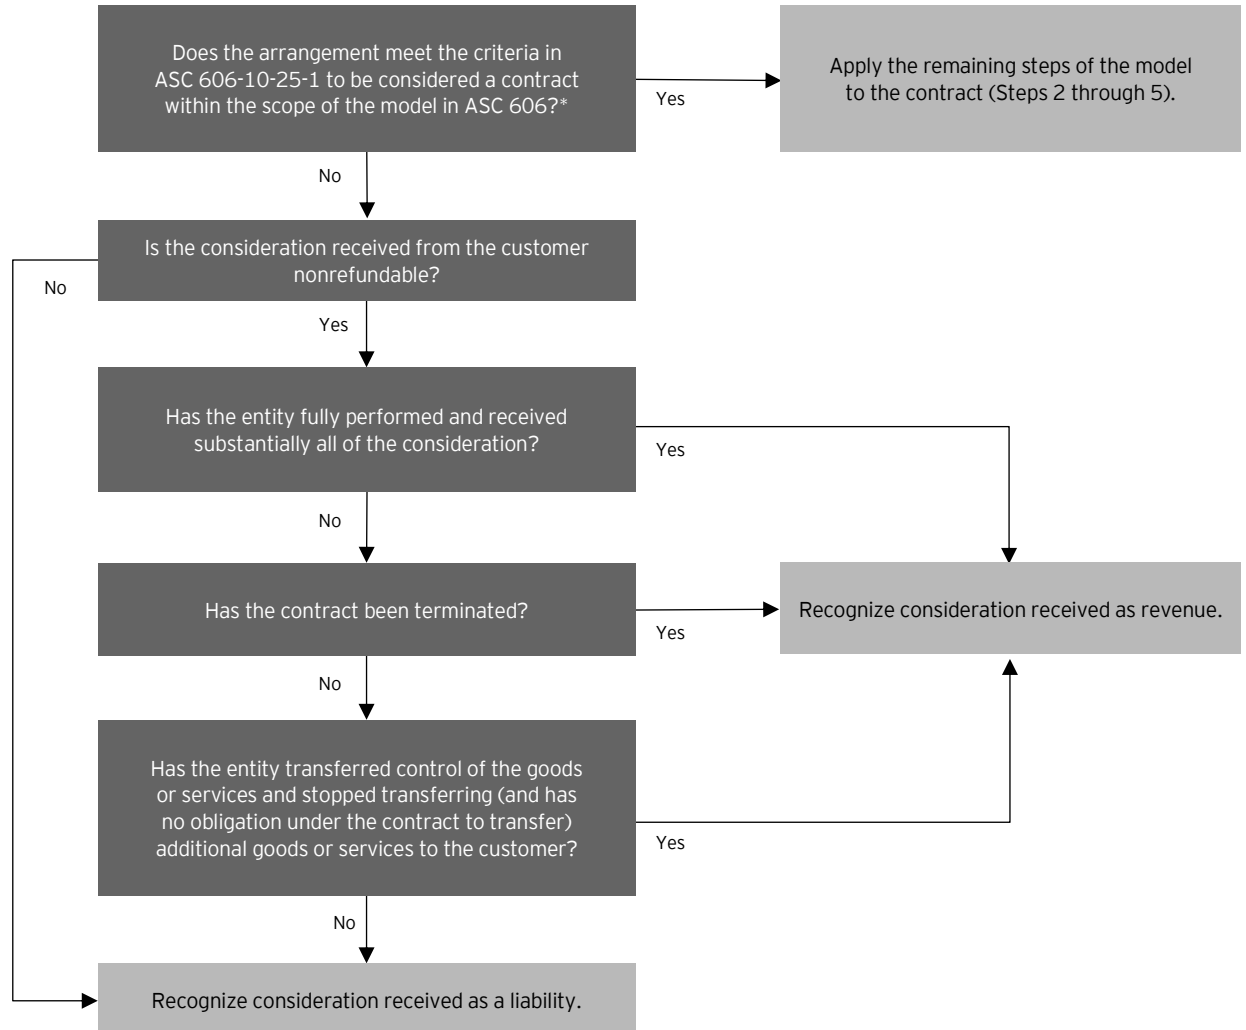 Does the arrangement meet the criteria in
ASC 606-10-25-1 to be considered a contract
within the scope of the model in ASC 606?*
Yes
Apply the remaining steps of the model
to the contract (Steps 2 through 5).
No
Is the consideration received from the customer
nonrefundable?
No
Yes
Has the entity fully performed and received
substantially all of the consideration?
Yes
No
Has the contract been terminated?
Yes
Recognize consideration received as revenue.
No
Has the entity transferred control of the goods
or services and stopped transferring (and has
no obligation under the contract to transfer)
additional goods or services to the customer?
Yes
No
Recognize consideration received as a liability.